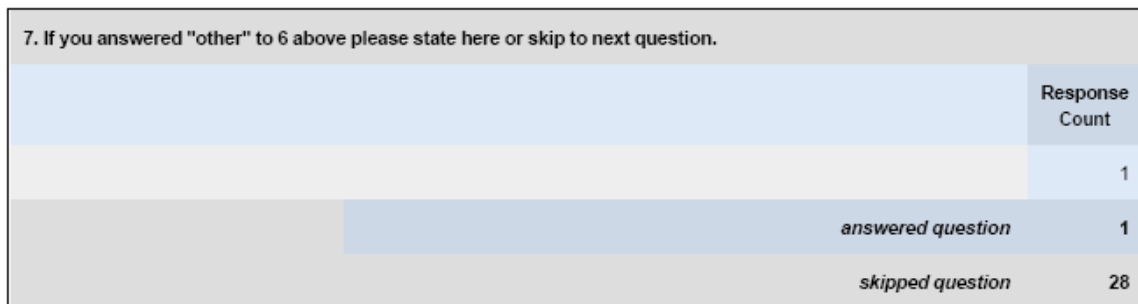 7. If you answered "other" to 6 above please state here or skip to next question.
Response
Count
1
answered question 1
skipped question 28